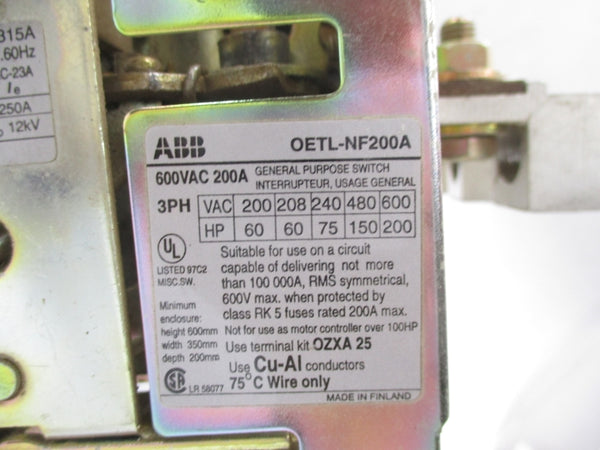 315A
.60Hz
C-23A
Ie
250A
12kV
ABB OETL-NF200A
600VAC 200A GENERAL PURPOSE SWITCH
INTERRUPTEUR, USAGE GENERAL
3PH VAC 200 208 240 480 600
HP 60 60 75 150 200
UL
LISTED 97C2
MISC.SW.
Suitable for use on a circuit
capable of delivering not more
than 100 000A, RMS symmetrical,
600V max. when protected by
class RK 5 fuses rated 200A max.
Minimum
enclosure:
height 600mm
width 350mm
depth 200mm
Not for use as motor controller over 100HP
Use terminal kit OZXA 25
Use Cu-Al conductors
75°C Wire only
SA LR 58077
MADE IN FINLAND